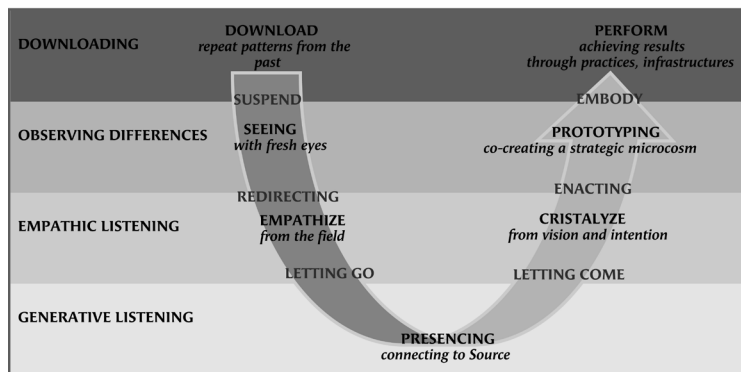 DOWNLOADING
DOWNLOAD
repeat patterns from the
past
PERFORM
achieving results
through practices, infrastructures
SUSPEND
EMBODY
OBSERVING DIFFERENCES
SEEING
with fresh eyes
PROTOTYPING
co-creating a strategic microcosm
REDIRECTING
ENACTING
EMPATHIC LISTENING
EMPATHIZE
from the field
CRISTALYZE
from vision and intention
LETTING GO
LETTING COME
GENERATIVE LISTENING
PRESENCING
connecting to Source